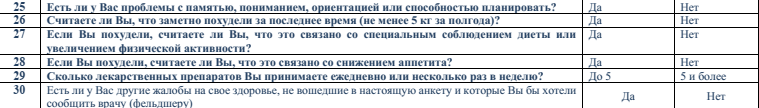 25 Есть ли у Вас проблемы с памятью, пониманием, ориентацией или способностью планировать? Да Нет
26 Считаете ли Вы, что заметно похудели за последнее время (не менее 5 кг за полгода)? Да Нет
27 Если Вы похудели, считаете ли Вы, что это связано со специальным соблюдением диеты или Да Нет
увеличением физической активности?
28 Если Вы похудели, считаете ли Вы, что это связано со снижением аппетита? Да Нет
29 Сколько лекарственных препаратов Вы принимаете ежедневно или несколько раз в неделю? До 5 5 и более
30 Есть ли у Вас другие жалобы на свое здоровье, не вошедшие в настоящую анкету и которые Вы бы хотели Да Нет
сообщить врачу (фельдшеру)